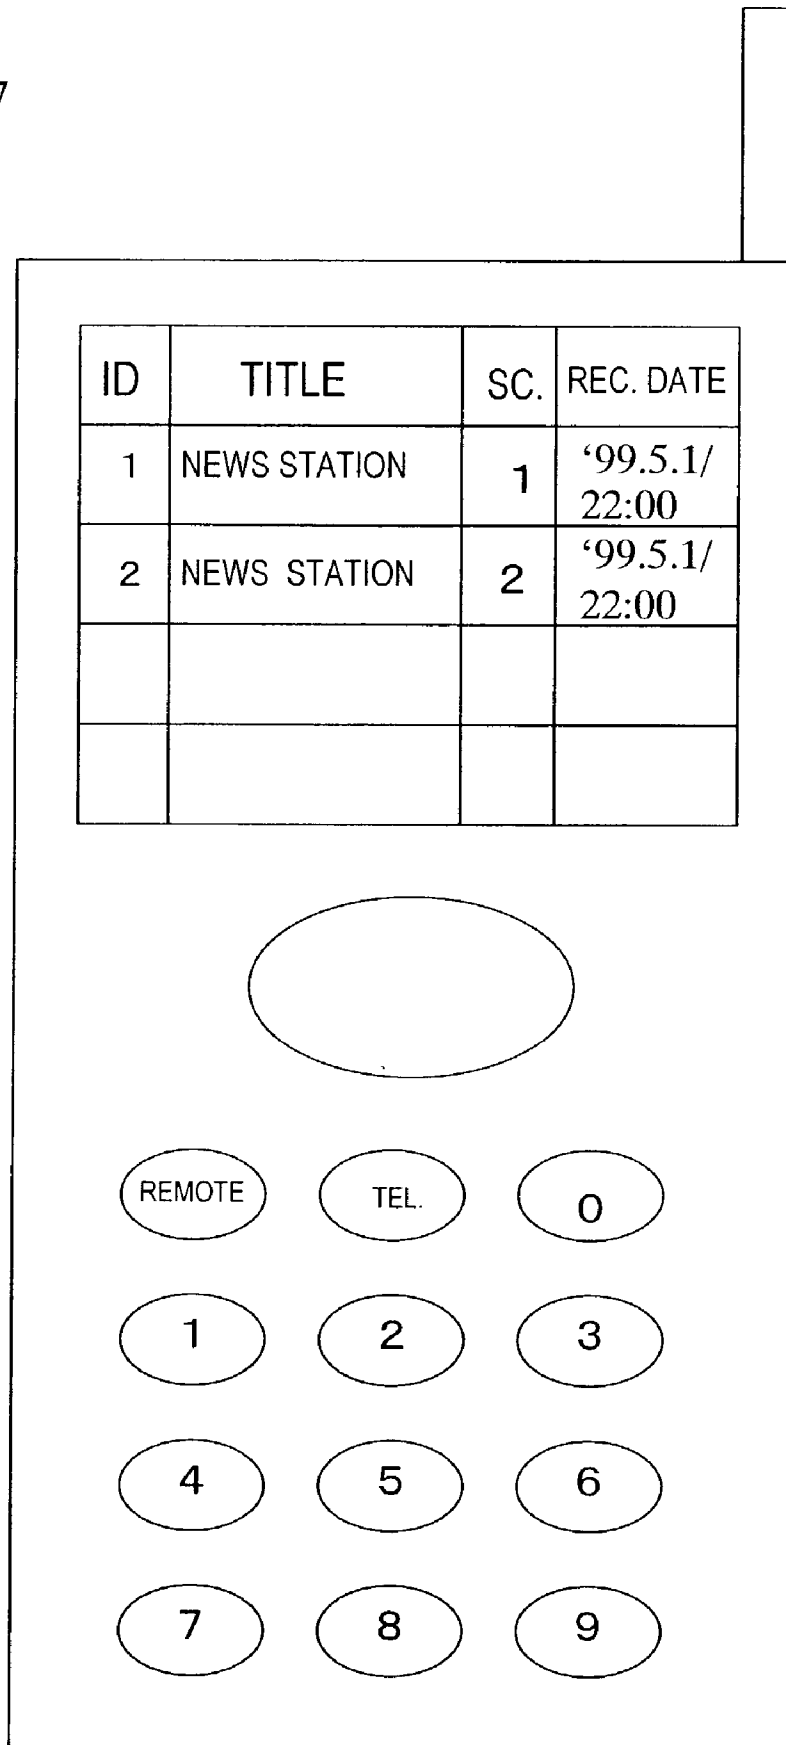 7
ID TITLE SC. REC. DATE
1 NEWS STATION 1 ‘99.5.1/
22:00
2 NEWS STATION 2 ‘99.5.1/
22:00
REMOTE TEL. 0
1 2 3
4 5 6
7 8 9